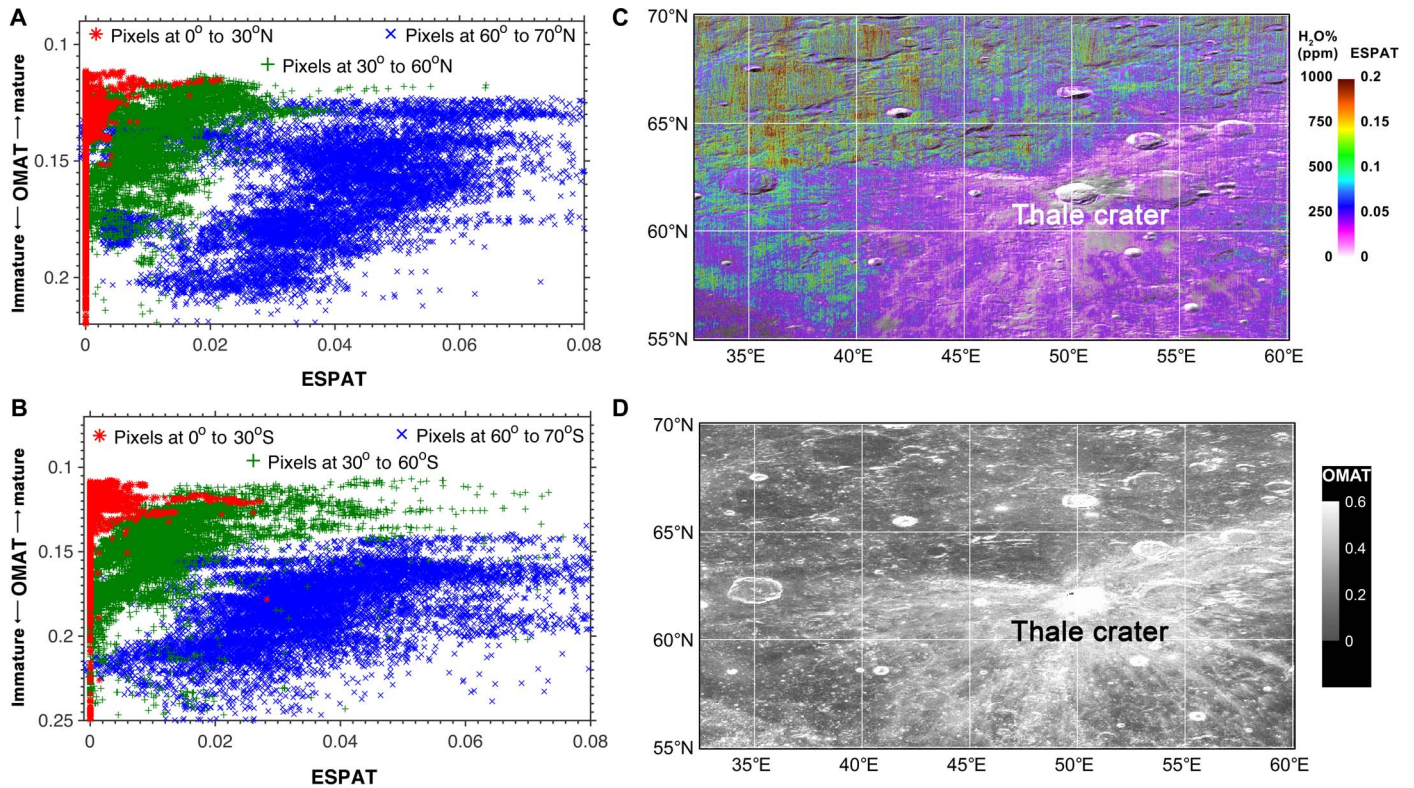 A
Pixels at 0° to 30°N
Pixels at 60° to 70°N
Pixels at 30° to 60°N
Immature ← OMAT → mature
0.1
0.15
0.2
0
0.02
0.04
0.06
0.08
ESPAT
B
Pixels at 0° to 30°S
Pixels at 60° to 70°S
Pixels at 30° to 60°S
Immature ← OMAT → mature
0.1
0.15
0.2
0.25
0
0.02
0.04
0.06
0.08
ESPAT
C
70°N
65°N
60°N
55°N
Thale crater
35°E
40°E
45°E
50°E
55°E
60°E
H₂O%
(ppm) ESPAT
1000 0.2
750 0.15
500 0.1
250 0.05
0 0
D
70°N
65°N
60°N
55°N
Thale crater
35°E
40°E
45°E
50°E
55°E
60°E
OMAT
0.6
0.4
0.2
0